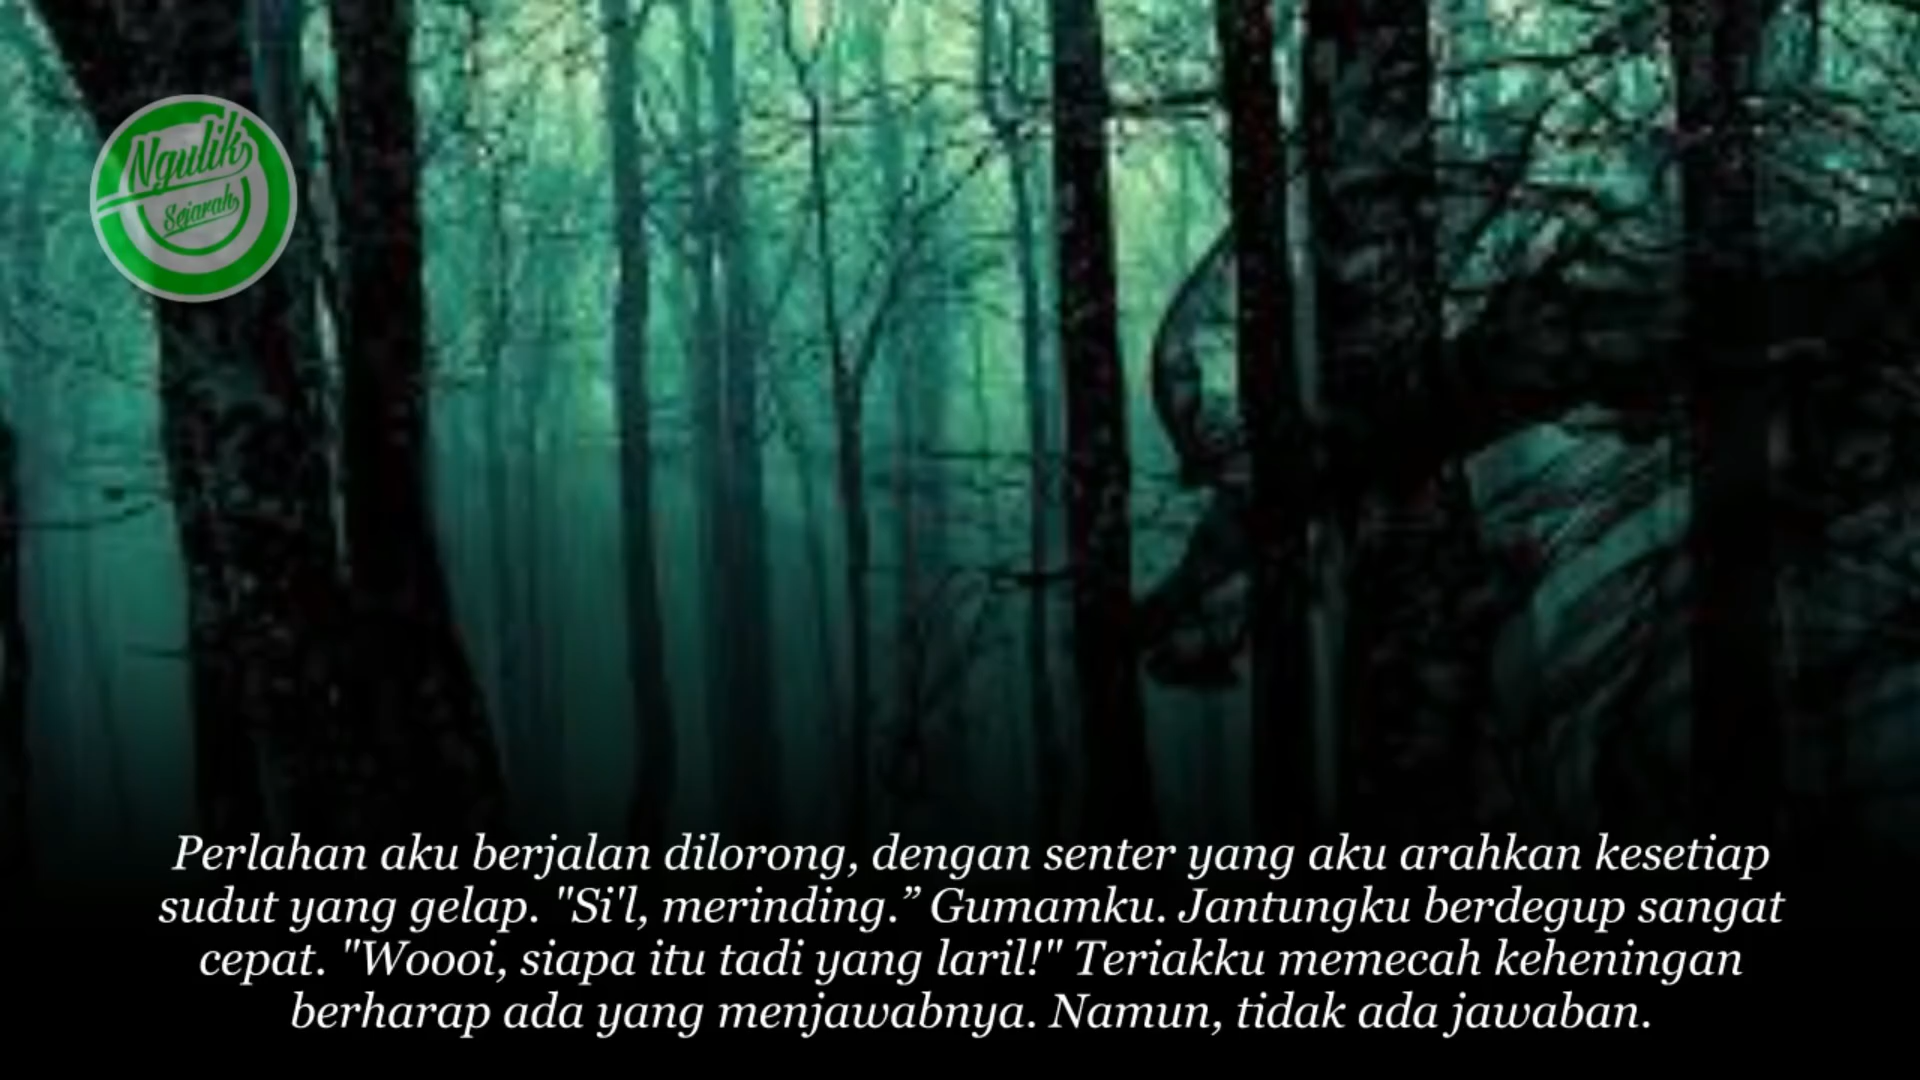 Ngulik
Sejarah
Perlahan aku berjalan dilorong, dengan senter yang aku arahkan kesetiap
sudut yang gelap. "Si'l, merinding.” Gumamku. Jantungku berdegup sangat
cepat. "Woooi, siapa itu tadi yang laril!" Teriakku memecah keheningan
berharap ada yang menjawabnya. Namun, tidak ada jawaban.